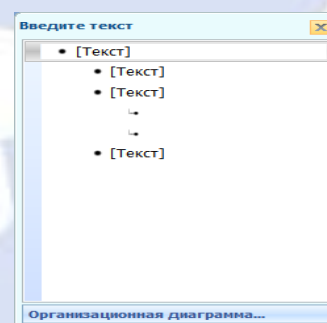 Введите текст
• [Текст]
• [Текст]
• [Текст]
• [Текст]
Организационная диаграмма...